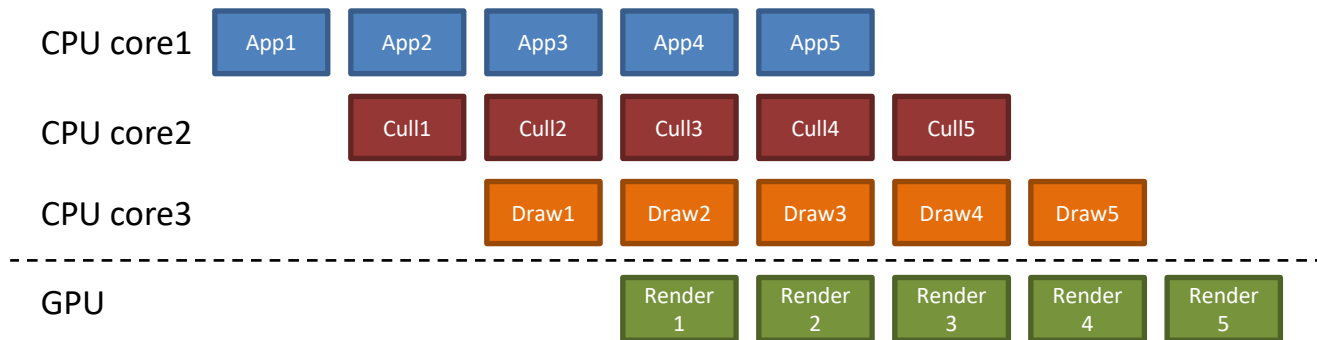 CPU core1 App1 App2 App3 App4 App5
CPU core2 Cull1 Cull2 Cull3 Cull4 Cull5
CPU core3 Draw1 Draw2 Draw3 Draw4 Draw5
GPU Render 1 Render 2 Render 3 Render 4 Render 5